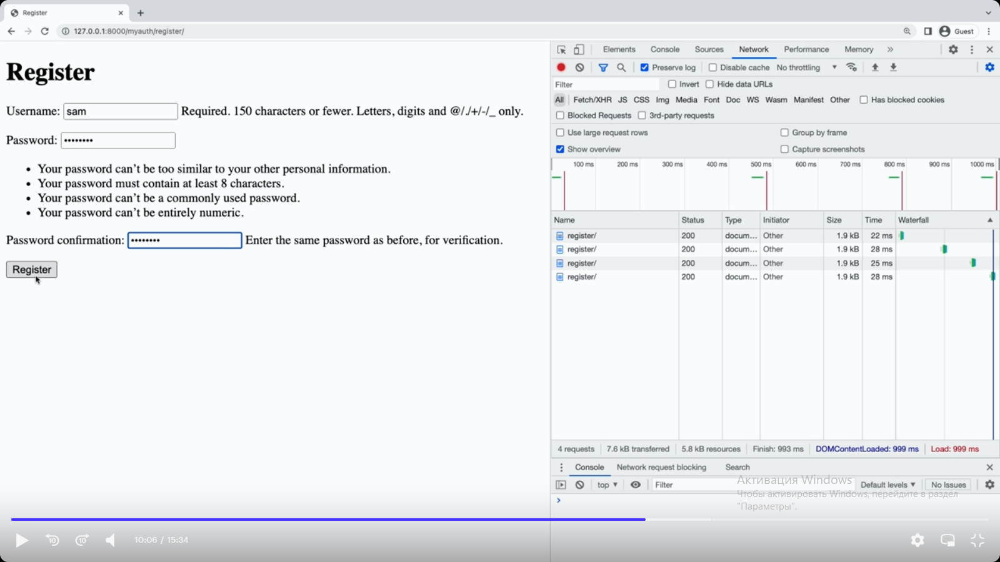 Register
127.0.0.1:8000/myauth/register/
Guest
Register
Username: sam Required. 150 characters or fewer. Letters, digits and @/./+/-/_ only.
Password: ••••••••
• Your password can’t be too similar to your other personal information.
• Your password must contain at least 8 characters.
• Your password can’t be a commonly used password.
• Your password can’t be entirely numeric.
Password confirmation: •••••••• Enter the same password as before, for verification.
Register
Elements Console Sources Network Performance Memory »
Preserve log Disable cache No throttling
Filter Invert Hide data URLs
All Fetch/XHR JS CSS Img Media Font Doc WS Wasm Manifest Other Has blocked cookies
Blocked Requests 3rd-party requests
Use large request rows Group by frame
Show overview Capture screenshots
100 ms 200 ms 300 ms 400 ms 500 ms 600 ms 700 ms 800 ms 900 ms 1000 ms
Name Status Type Initiator Size Time Waterfall
register/ 200 docum... Other 1.9 kB 22 ms
register/ 200 docum... Other 1.9 kB 28 ms
register/ 200 docum... Other 1.9 kB 25 ms
register/ 200 docum... Other 1.9 kB 28 ms
4 requests 7.6 kB transferred 5.8 kB resources Finish: 993 ms DOMContentLoaded: 999 ms Load: 999 ms
Console Network request blocking Search
top Filter Default levels No Issues
Активация Windows
Чтобы активировать Windows, перейдите в раздел
"Параметры".
10 10 10:06 / 15:34